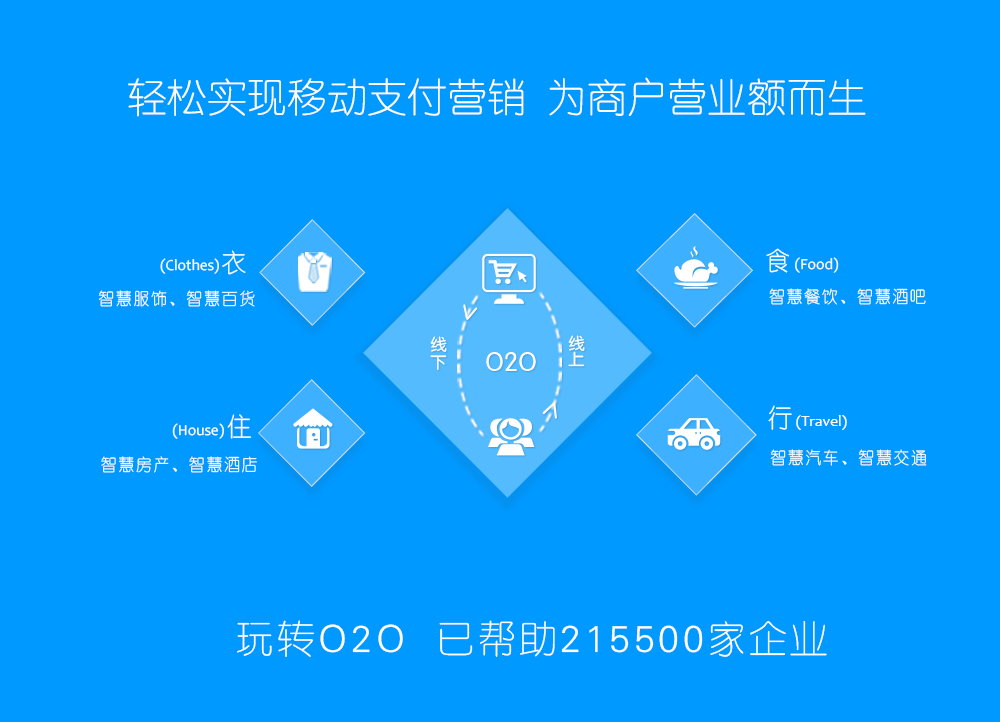 轻松实现移动支付营销 为商户营业额而生
(Clothes)衣
智慧服饰、智慧百货
食(Food)
智慧餐饮、智慧酒吧
线下
O2O
线上
(House)住
智慧房产、智慧酒店
行(Travel)
智慧汽车、智慧交通
玩转O2O 已帮助215500家企业